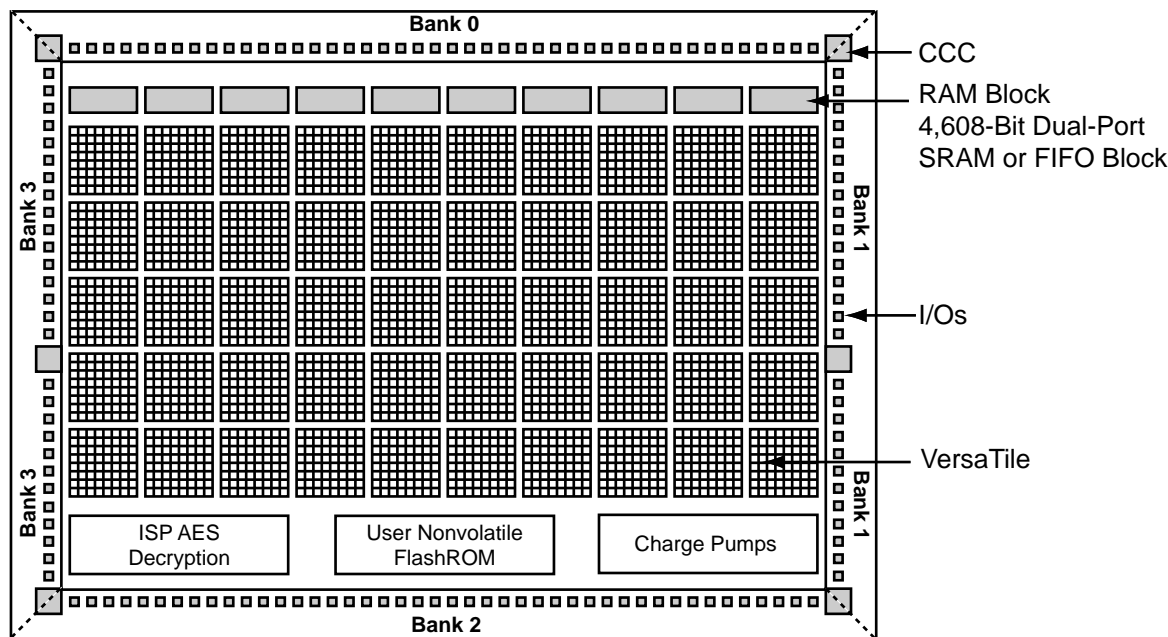 Bank 0
CCC
RAM Block
4,608-Bit Dual-Port
SRAM or FIFO Block
Bank 3
Bank 1
I/Os
VersaTile
Bank 3
Bank 1
ISP AES
Decryption
User Nonvolatile
FlashROM
Charge Pumps
Bank 2